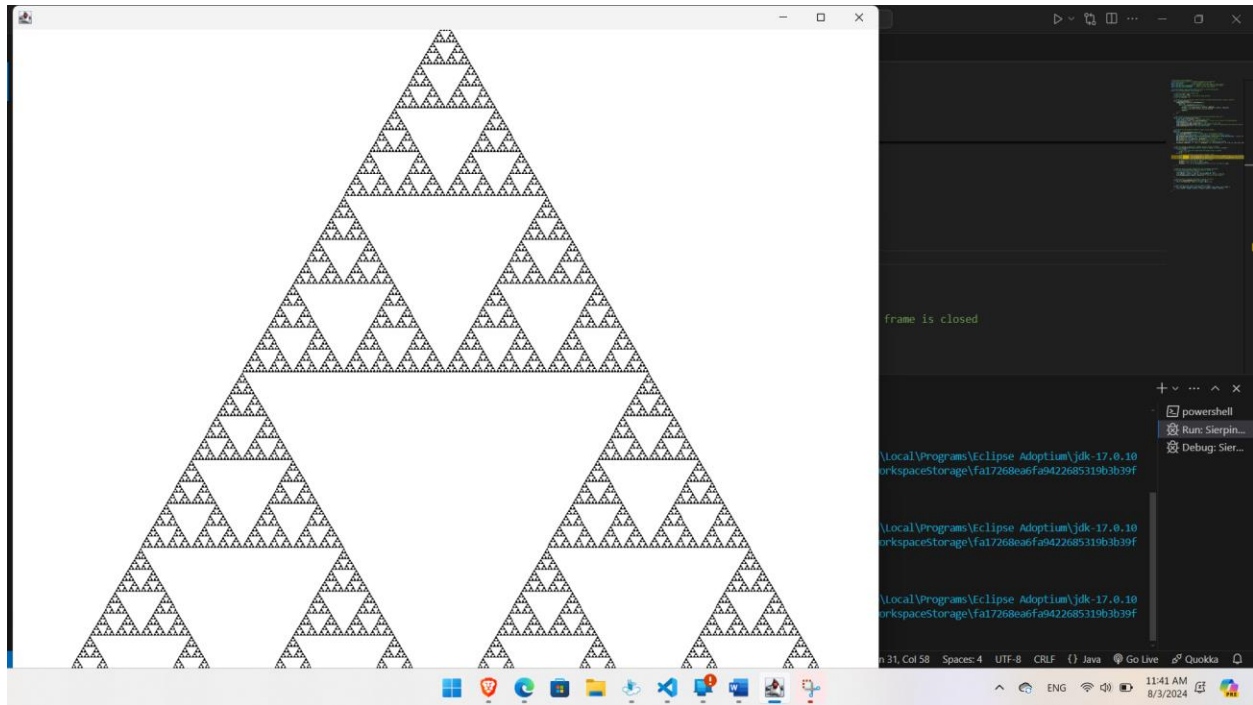 frame is closed
powershell
Run: Sierpin...
Debug: Sier...
\Local\Programs\Eclipse Adoptium\jdk-17.0.10
orkspaceStorage\fa17268ea6fa9422685319b3b39f
\Local\Programs\Eclipse Adoptium\jdk-17.0.10
orkspaceStorage\fa17268ea6fa9422685319b3b39f
\Local\Programs\Eclipse Adoptium\jdk-17.0.10
orkspaceStorage\fa17268ea6fa9422685319b3b39f
n 31, Col 58 Spaces: 4 UTF-8 CRLF {} Java Go Live Quokka
ENG
11:41 AM
8/3/2024
PRE